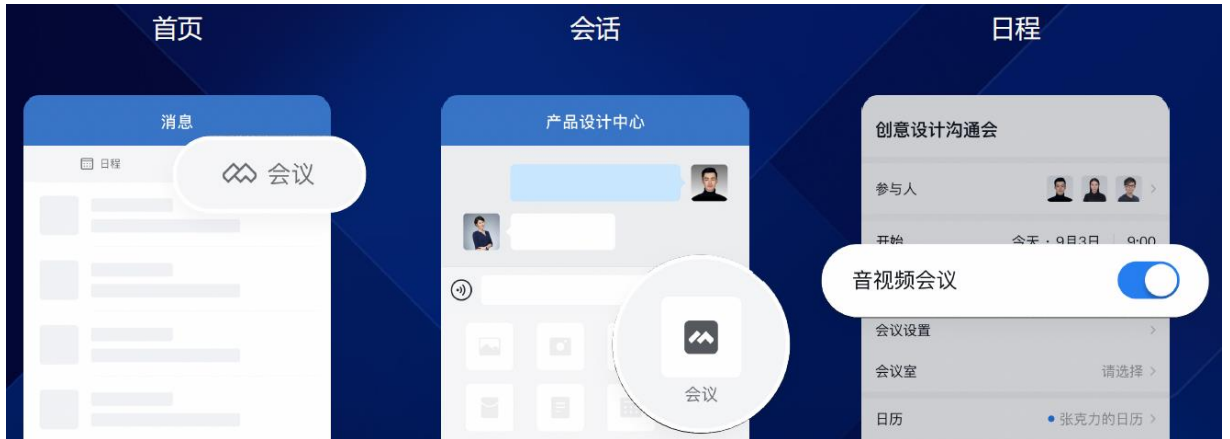 首页
会话
日程
消息
日程
会议
产品设计中心
会议
创意设计沟通会
参与人
开始 今天·9月3日 9:00
音视频会议
会议设置
会议室 请选择
日历 张克力的日历